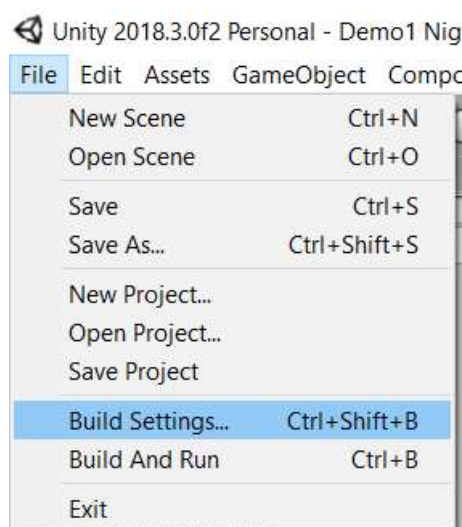 Unity 2018.3.0f2 Personal - Demo1 Nig
File Edit Assets GameObject Compo
New Scene Ctrl+N
Open Scene Ctrl+O
Save Ctrl+S
Save As... Ctrl+Shift+S
New Project...
Open Project...
Save Project
Build Settings... Ctrl+Shift+B
Build And Run Ctrl+B
Exit